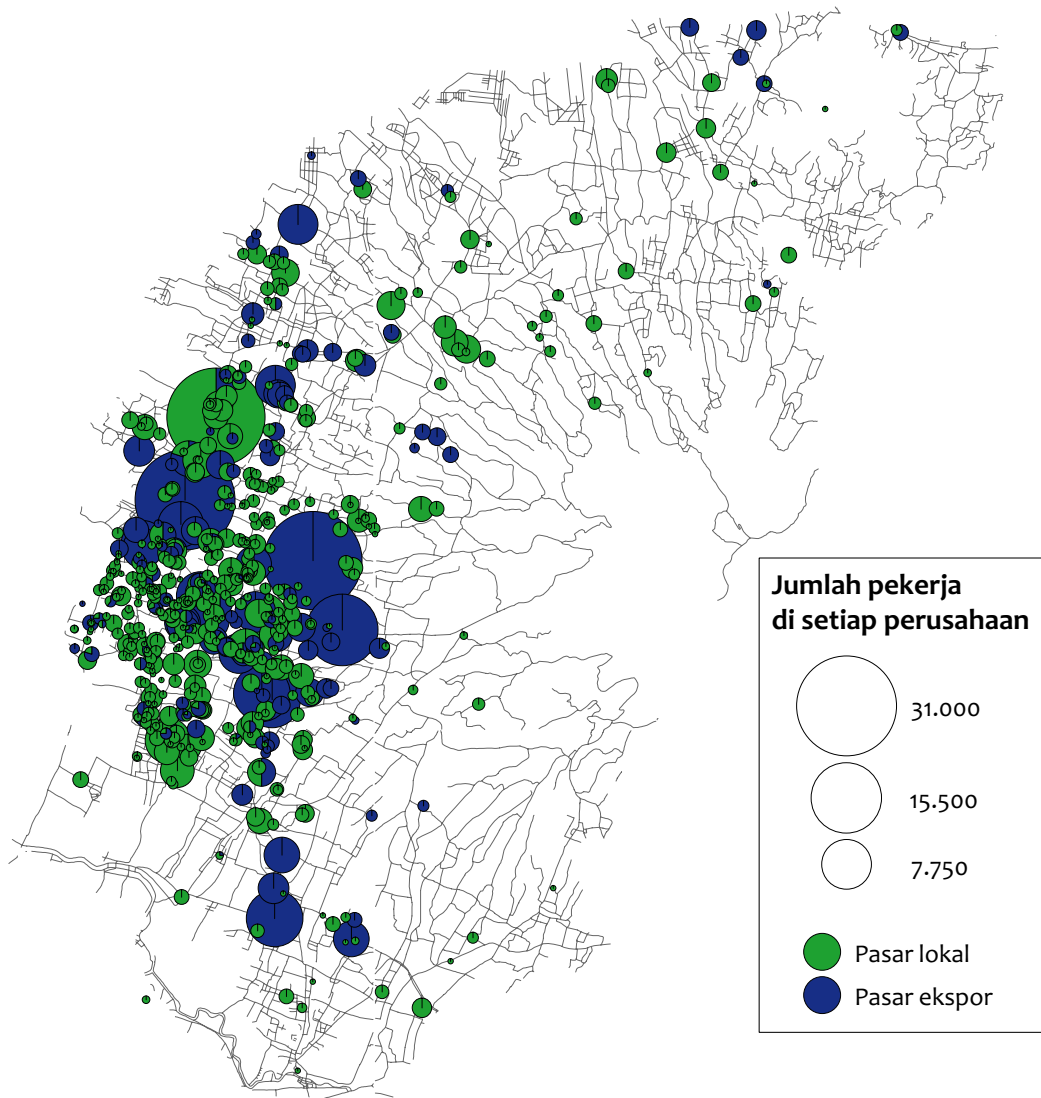 Jumlah pekerja
di setiap perusahaan
31.000
15.500
7.750
Pasar lokal
Pasar ekspor